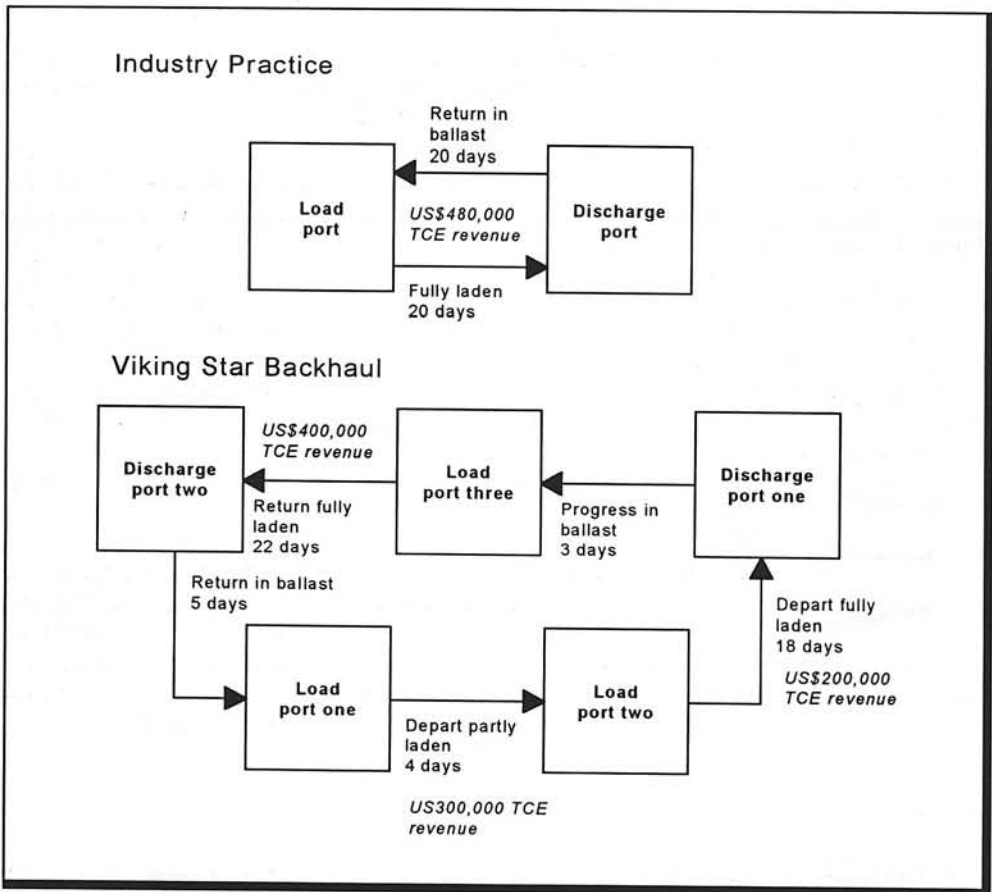 Industry Practice
Return in
ballast
20 days
Load
port
US$480,000
TCE revenue
Discharge
port
Fully laden
20 days
Viking Star Backhaul
Discharge
port two
US$400,000
TCE revenue
Return fully
laden
22 days
Load
port three
Progress in
ballast
3 days
Discharge
port one
Return in ballast
5 days
Load
port one
Depart partly
laden
4 days
US300,000 TCE
revenue
Load
port two
Depart fully
laden
18 days
US$200,000
TCE revenue